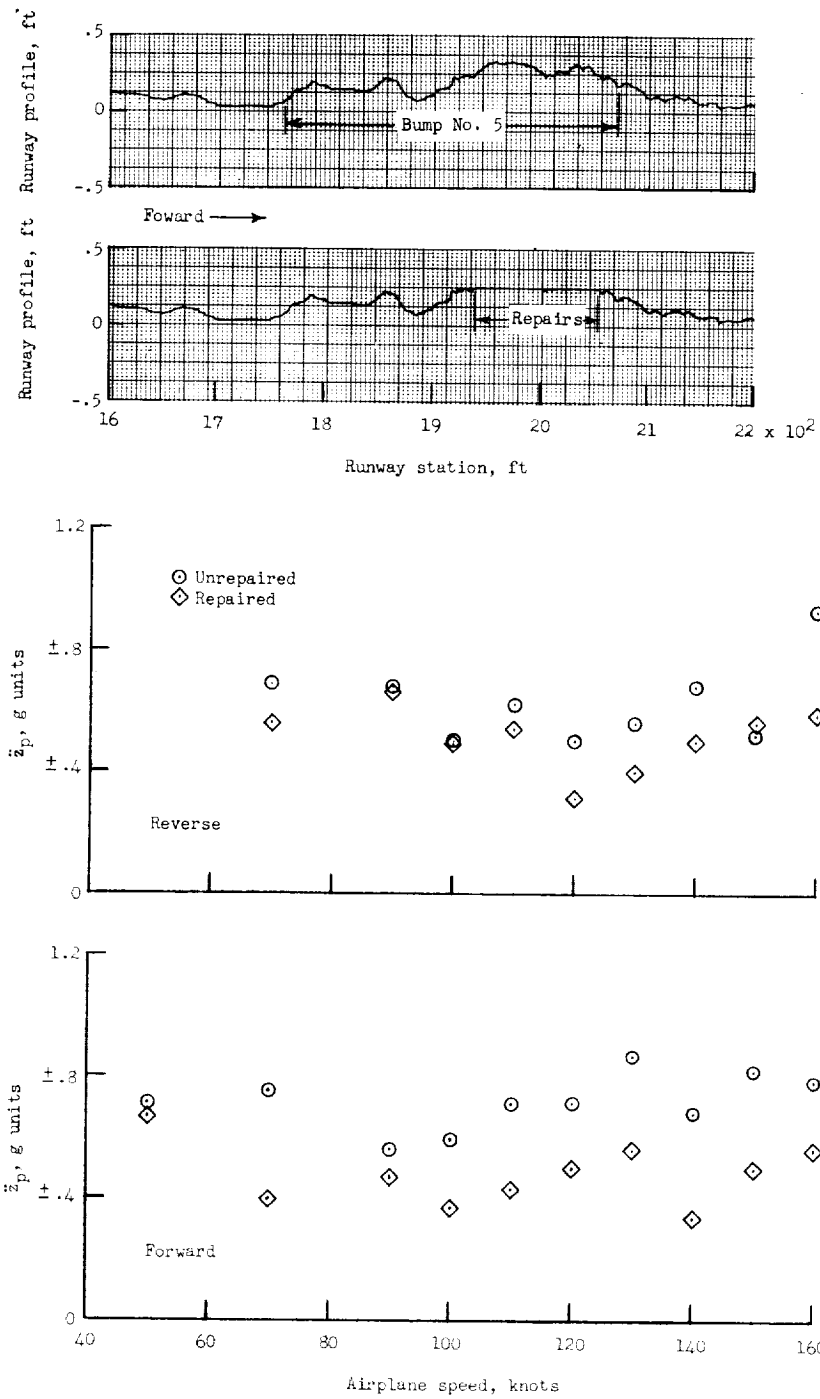 Runway profile, ft
.5
0
-.5
Bump No. 5
Foward
Runway profile, ft
.5
0
-.5
Repairs
16 17 18 19 20 21 22 x 10²
Runway station, ft
z̈p, g units
1.2
±.8
±.4
0
Unrepaired
Repaired
Reverse
z̈p, g units
1.2
±.8
±.4
0
Forward
40 60 80 100 120 140 160
Airplane speed, knots